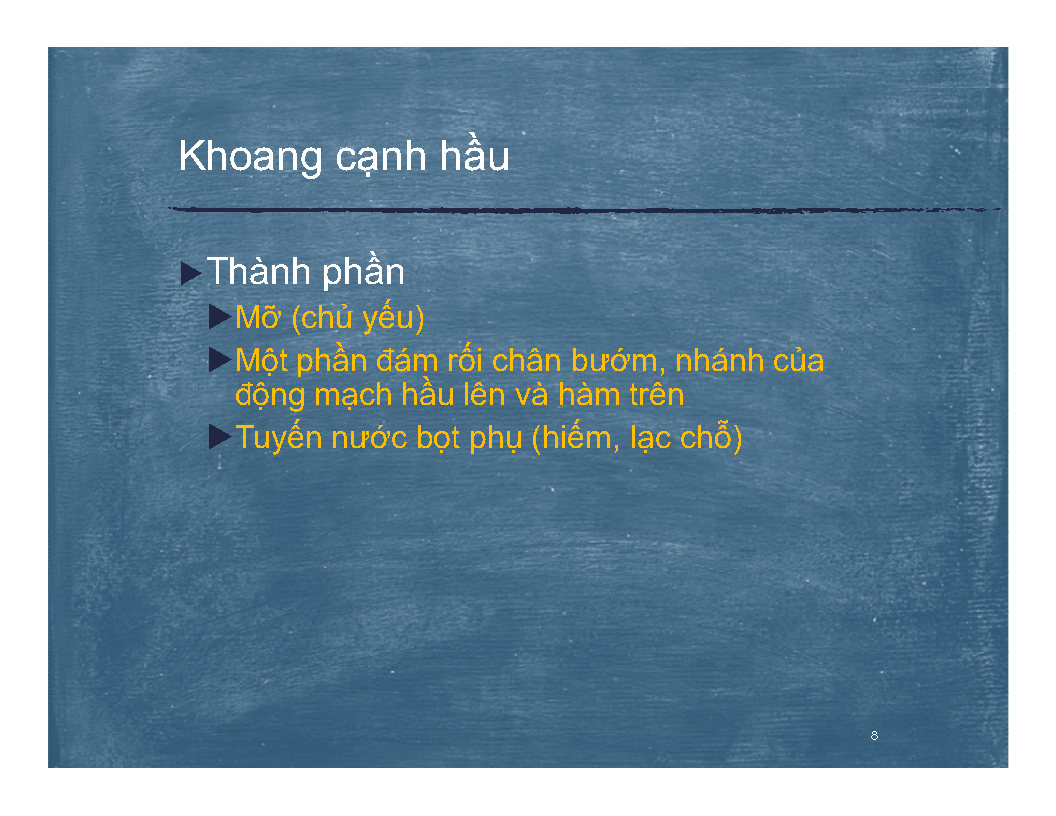 Khoang cạnh hầu
Thành phần
Mỡ (chủ yếu)
Một phần đám rối chân bướm, nhánh của
động mạch hầu lên và hàm trên
Tuyến nước bọt phụ (hiếm, lạc chỗ)
8